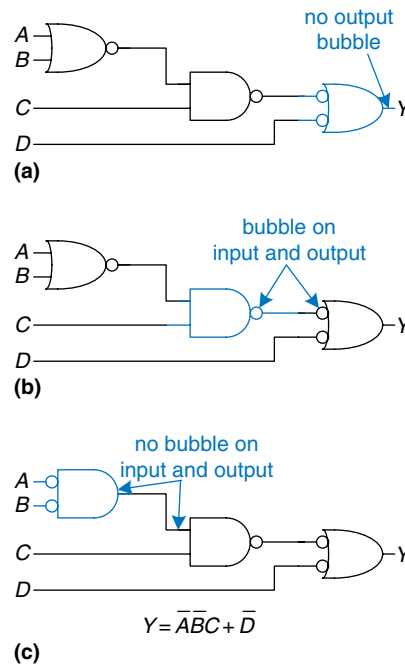 no output
bubble
A
B
C
Y
D
(a)
bubble on
input and output
A
B
C
Y
D
(b)
no bubble on
input and output
A
B
C
Y
D
Y = A̅B̅C + D̅
(c)